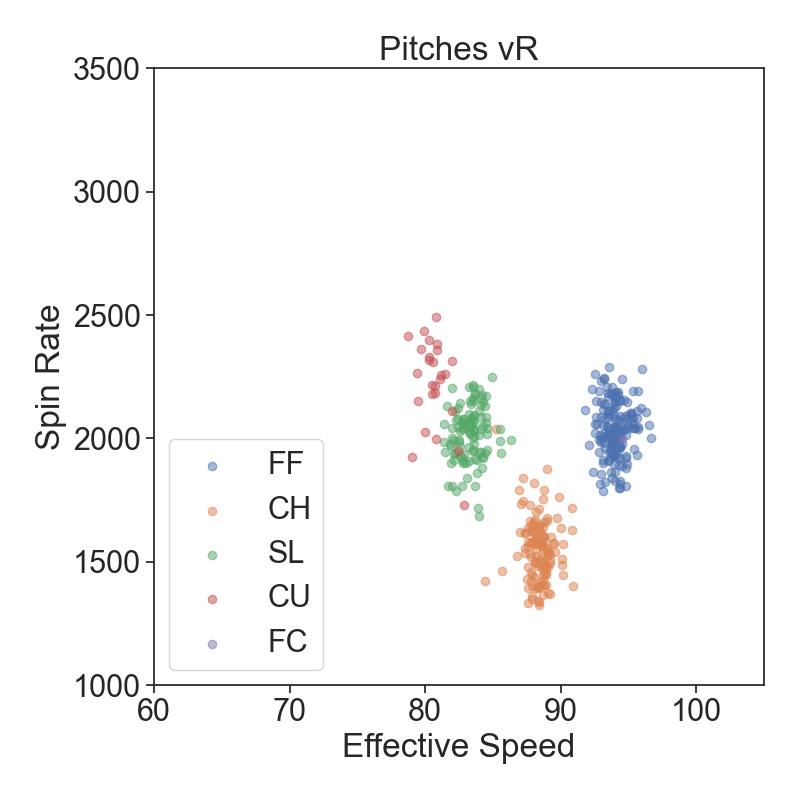 Pitches vR
3500
3000
2500
2000
1500
1000
Spin Rate
FF
CH
SL
CU
FC
60 70 80 90 100
Effective Speed